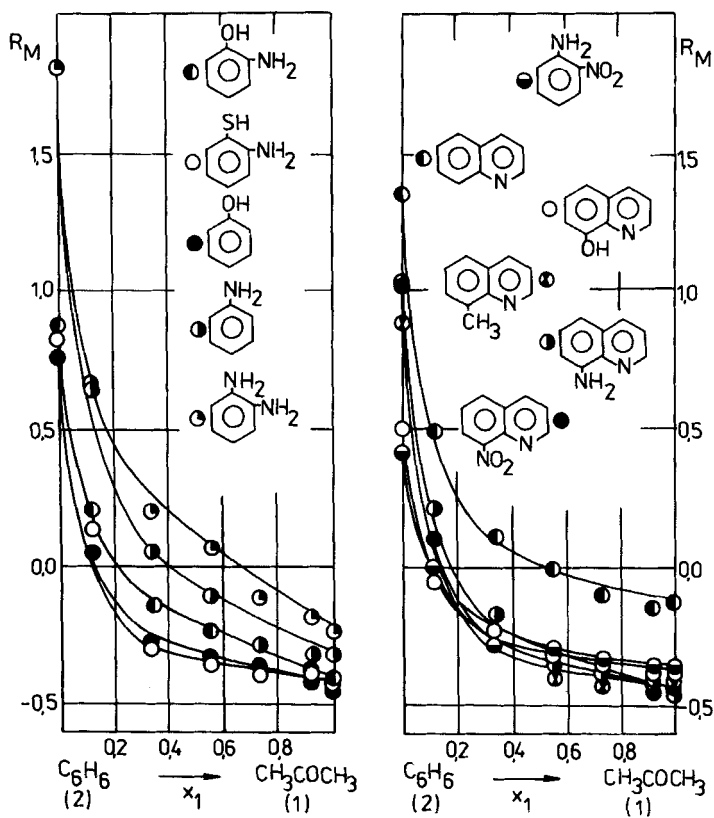 R_M
OH
NH₂
SH
NH₂
OH
NH₂
NH₂
NH₂
1,5
1,0
0,5
0,0
-0,5
0,2 0,4 0,6 0,8
C₆H₆ → CH₃COCH₃
(2) x₁ (1)
R_M
NH₂
NO₂
N
N
OH
N
CH₃
N
NH₂
N
NO₂
1,5
1,0
0,5
0,0
-0,5
0,2 0,4 0,6 0,8
C₆H₆ → CH₃COCH₃
(2) x₁ (1)